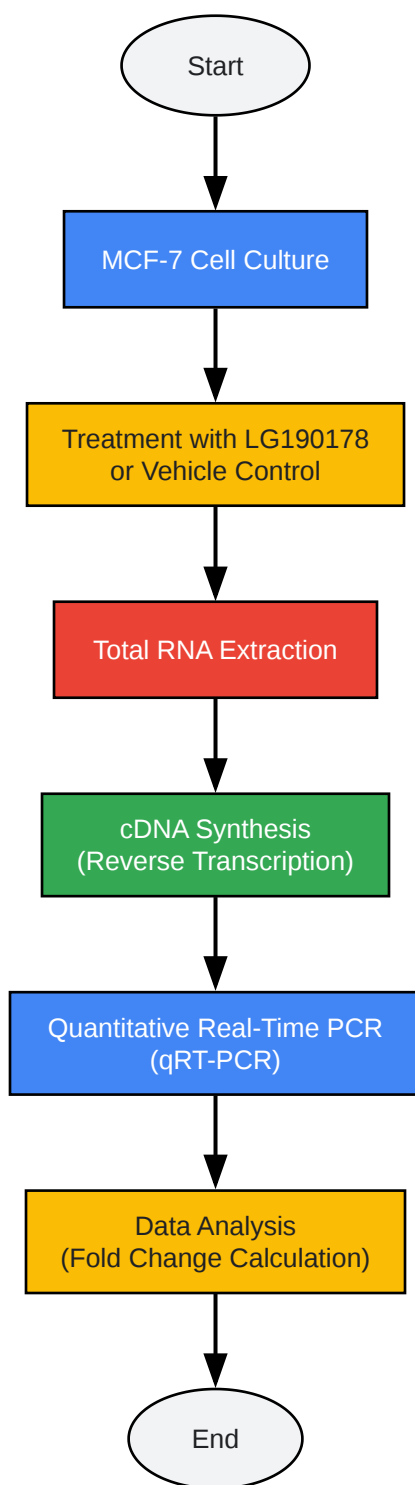 Start
MCF-7 Cell Culture
Treatment with LG190178
or Vehicle Control
Total RNA Extraction
cDNA Synthesis
(Reverse Transcription)
Quantitative Real-Time PCR
(qRT-PCR)
Data Analysis
(Fold Change Calculation)
End